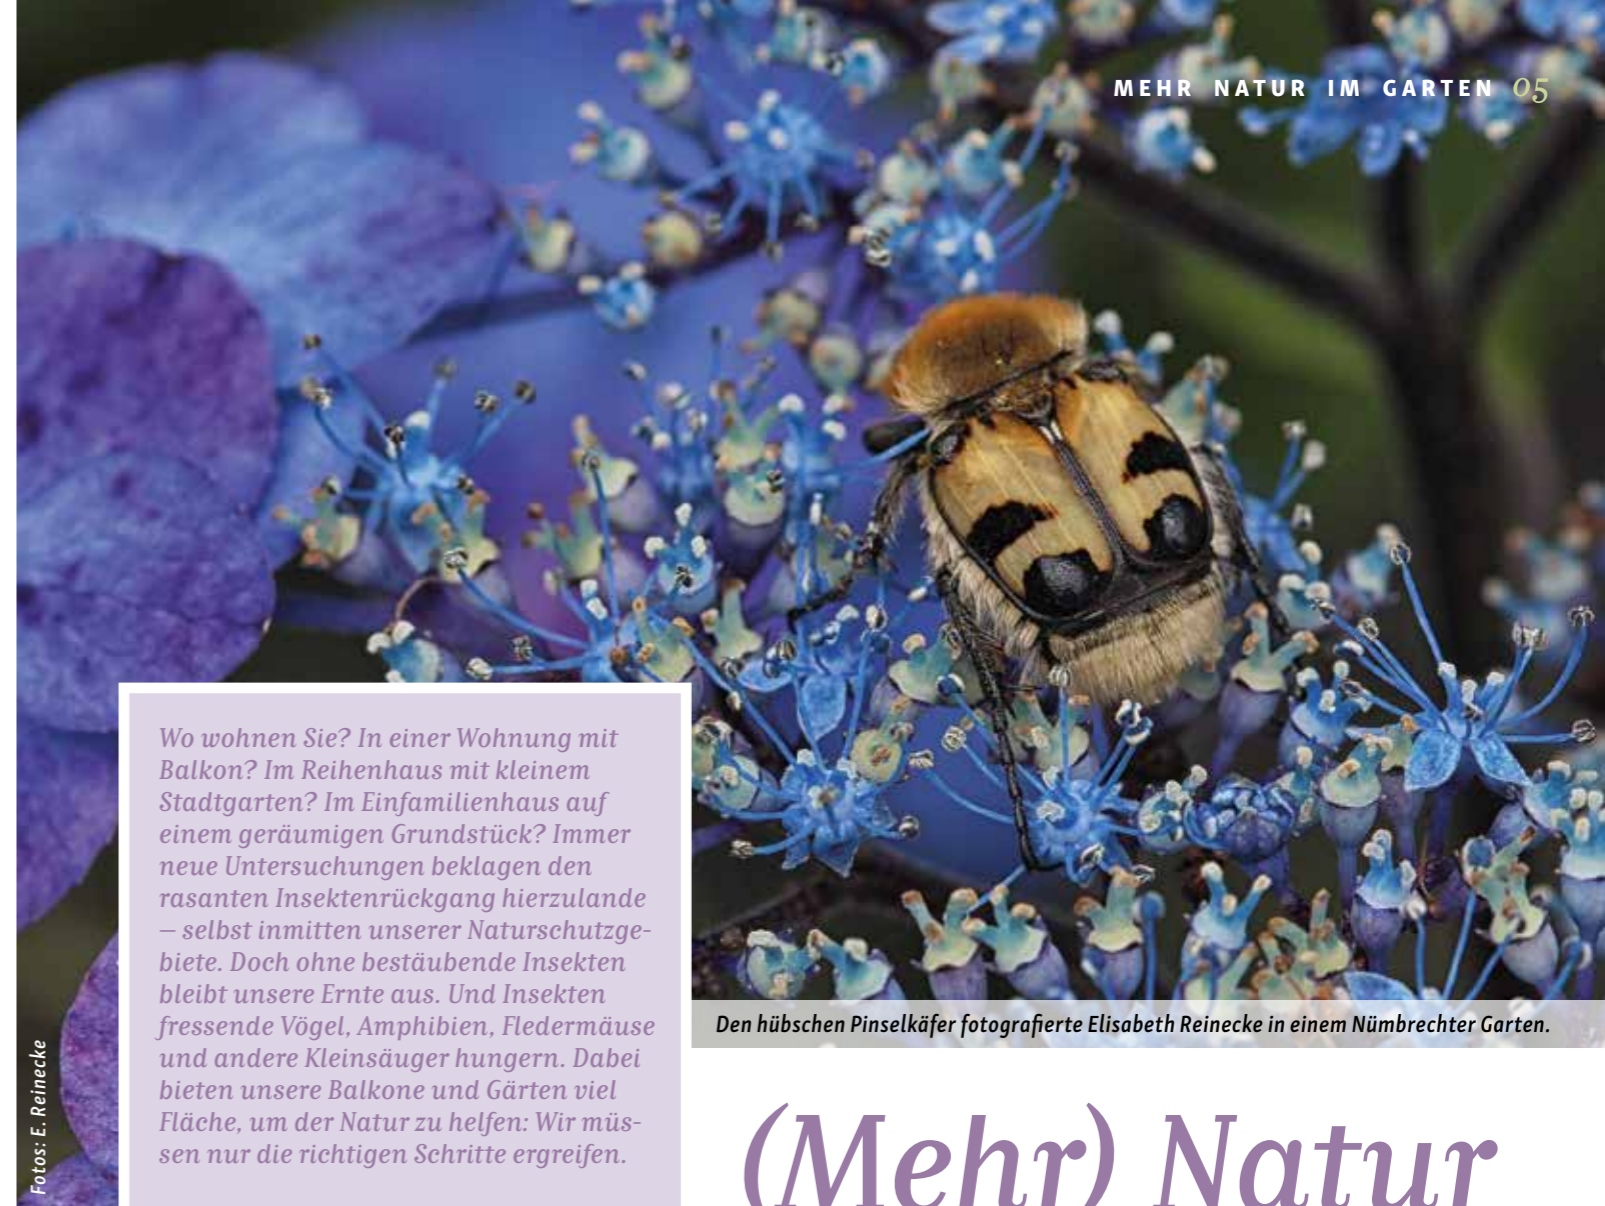 MEHR NATUR IM GARTEN 05
Wo wohnen Sie? In einer Wohnung mit
Balkon? Im Reihenhaus mit kleinem
Stadtgarten? Im Einfamilienhaus auf
einem geräumigen Grundstück? Immer
neue Untersuchungen beklagen den
rasanten Insektenrückgang hierzulande
– selbst inmitten unserer Naturschutzge-
biete. Doch ohne bestäubende Insekten
bleibt unsere Ernte aus. Und Insekten
fressende Vögel, Amphibien, Fledermäuse
und andere Kleinsäuger hungern. Dabei
bieten unsere Balkone und Gärten viel
Fläche, um der Natur zu helfen: Wir müs-
sen nur die richtigen Schritte ergreifen.
Fotos: E. Reinecke
Den hübschen Pinselkäfer fotografierte Elisabeth Reinecke in einem Nümbrechter Garten.
(Mehr) Natur